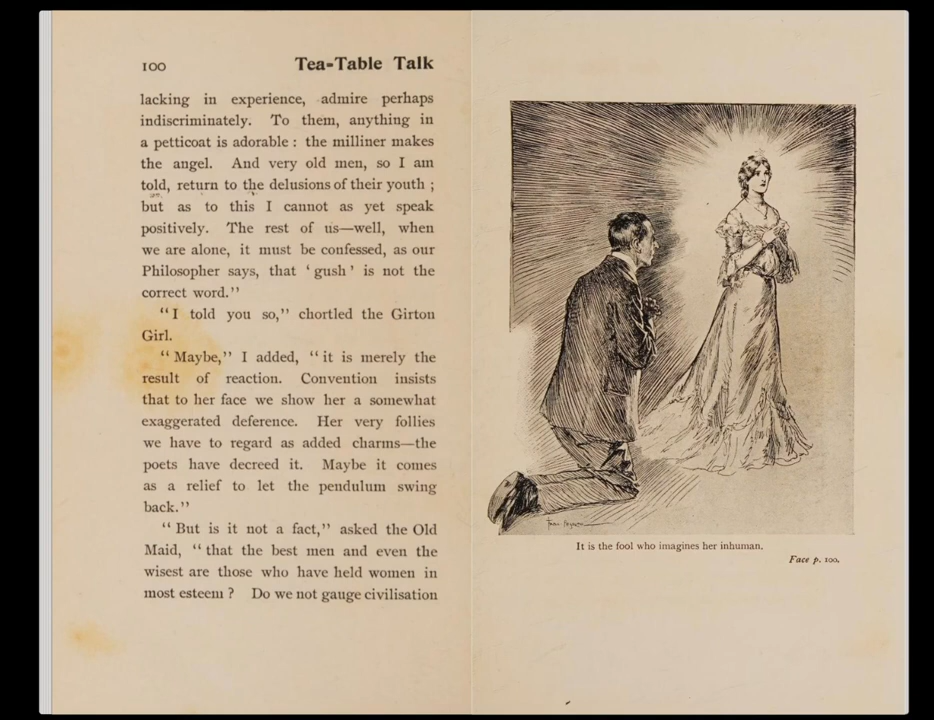 100 Tea-Table Talk
lacking in experience, admire perhaps
indiscriminately. To them, anything in
a petticoat is adorable : the milliner makes
the angel. And very old men, so I am
told, return to the delusions of their youth ;
but as to this I cannot as yet speak
positively. The rest of us—well, when
we are alone, it must be confessed, as our
Philosopher says, that ‘ gush ’ is not the
correct word.”
“I told you so,” chortled the Girton
Girl.
“ Maybe,” I added, “ it is merely the
result of reaction. Convention insists
that to her face we show her a somewhat
exaggerated deference. Her very follies
we have to regard as added charms—the
poets have decreed it. Maybe it comes
as a relief to let the pendulum swing
back.”
“ But is it not a fact,” asked the Old
Maid, “ that the best men and even the
wisest are those who have held women in
most esteem ? Do we not gauge civilisation
It is the fool who imagines her inhuman.
Face p. 100.